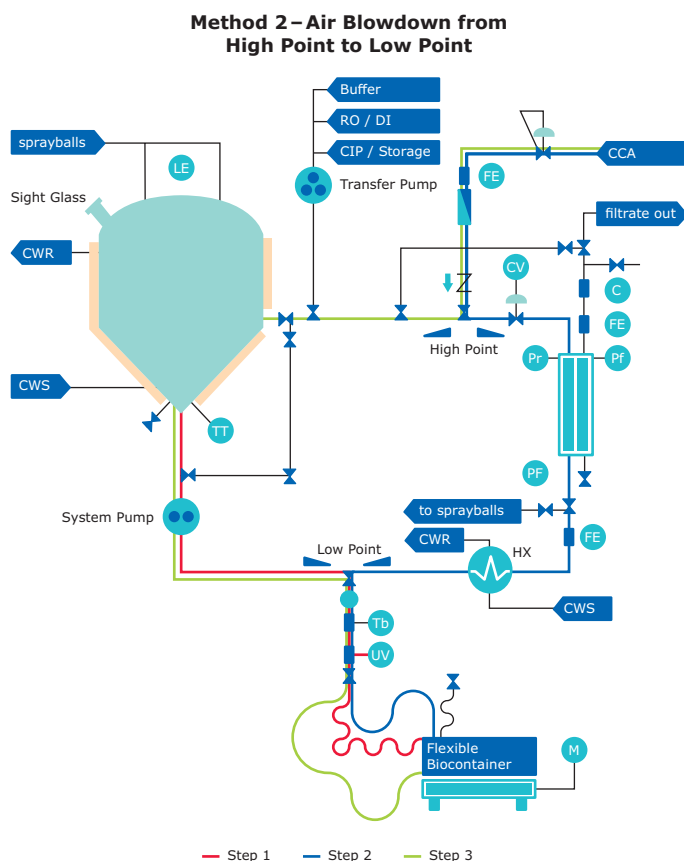 Method 2–Air Blowdown from
High Point to Low Point
Buffer
RO / DI
CIP / Storage
Transfer Pump
sprayballs
LE
Sight Glass
CWR
FE
CCA
filtrate out
CV
C
FE
High Point
Pr
Pf
CWS
TT
PF
System Pump
to sprayballs
CWR
HX
FE
Low Point
CWS
Tb
UV
Flexible
Biocontainer
M
Step 1
Step 2
Step 3